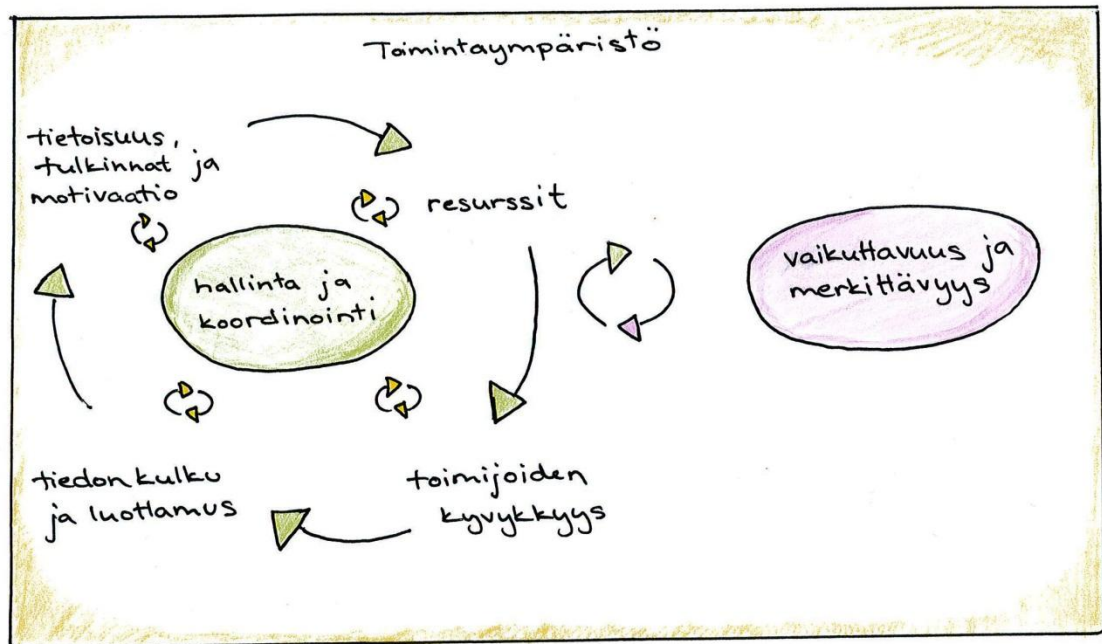 Toimintaympäristö
tietoisuus,
tulkinnat ja
motivaatio
resurssit
hallinta ja
koordinointi
vaikuttavuus ja
merkittävyys
tiedonkulku
ja luottamus
toimijoiden
kyvykkyys